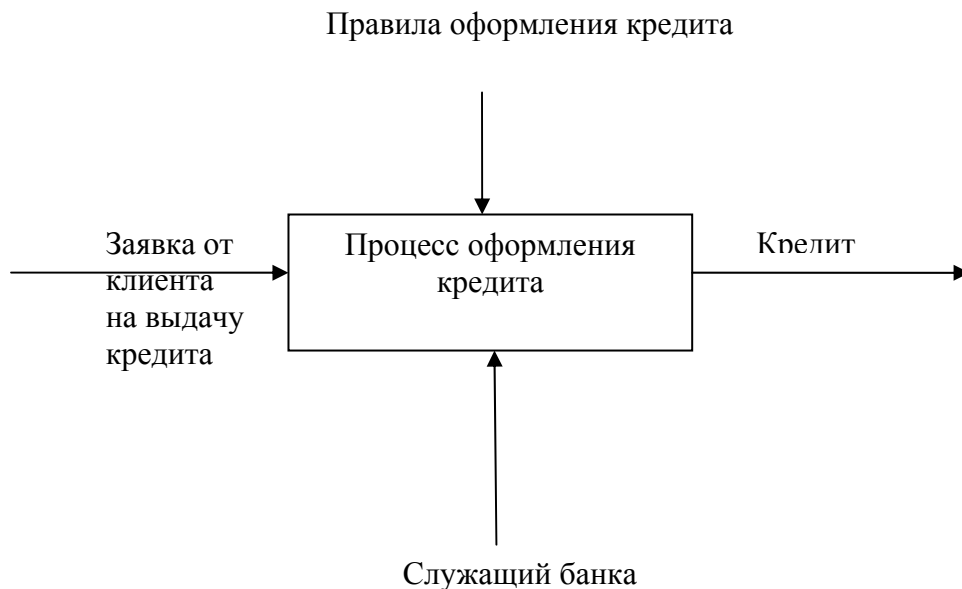 Правила оформления кредита
Заявка от
клиента
на выдачу
кредита
Процесс оформления
кредита
Кредит
Служащий банка